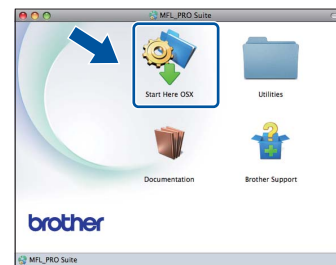 MFL_PRO Suite
Start Here OSX
Utilities
Documentation
Brother Support
brother
MFL_PRO Suite